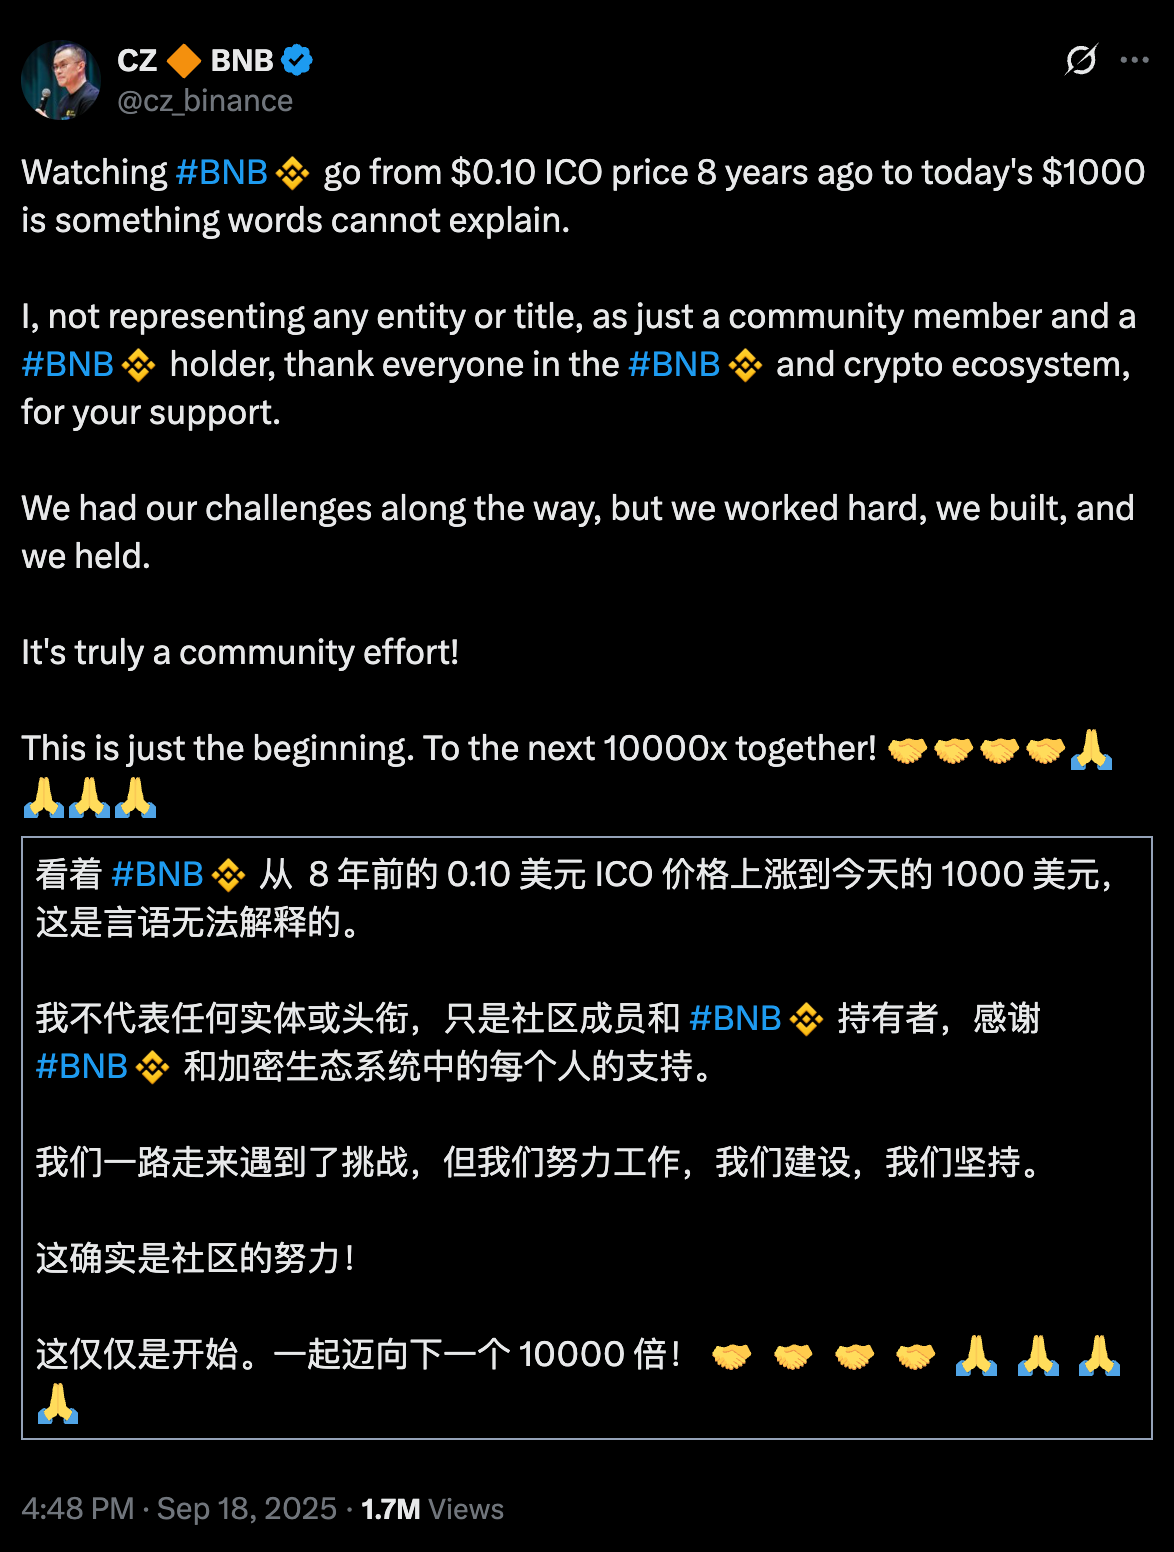 CZ 🔶 BNB
@cz_binance
Watching #BNB go from $0.10 ICO price 8 years ago to today's $1000
is something words cannot explain.
I, not representing any entity or title, as just a community member and a
#BNB holder, thank everyone in the #BNB and crypto ecosystem,
for your support.
We had our challenges along the way, but we worked hard, we built, and
we held.
It's truly a community effort!
This is just the beginning. To the next 10000x together! 🤝🤝🤝🤝🙏
🙏🙏🙏
看着 #BNB 从 8 年前的 0.10 美元 ICO 价格上涨到今天的 1000 美元，
这是言语无法解释的。
我不代表任何实体或头衔，只是社区成员和 #BNB 持有者，感谢
#BNB 和加密生态系统中的每个人的支持。
我们一路走来遇到了挑战，但我们努力工作，我们建设，我们坚持。
这确实是社区的努力！
这仅仅是开始。一起迈向下一个 10000 倍！ 🤝 🤝 🤝 🤝 🙏 🙏 🙏
🙏
4:48 PM · Sep 18, 2025 · 1.7M Views